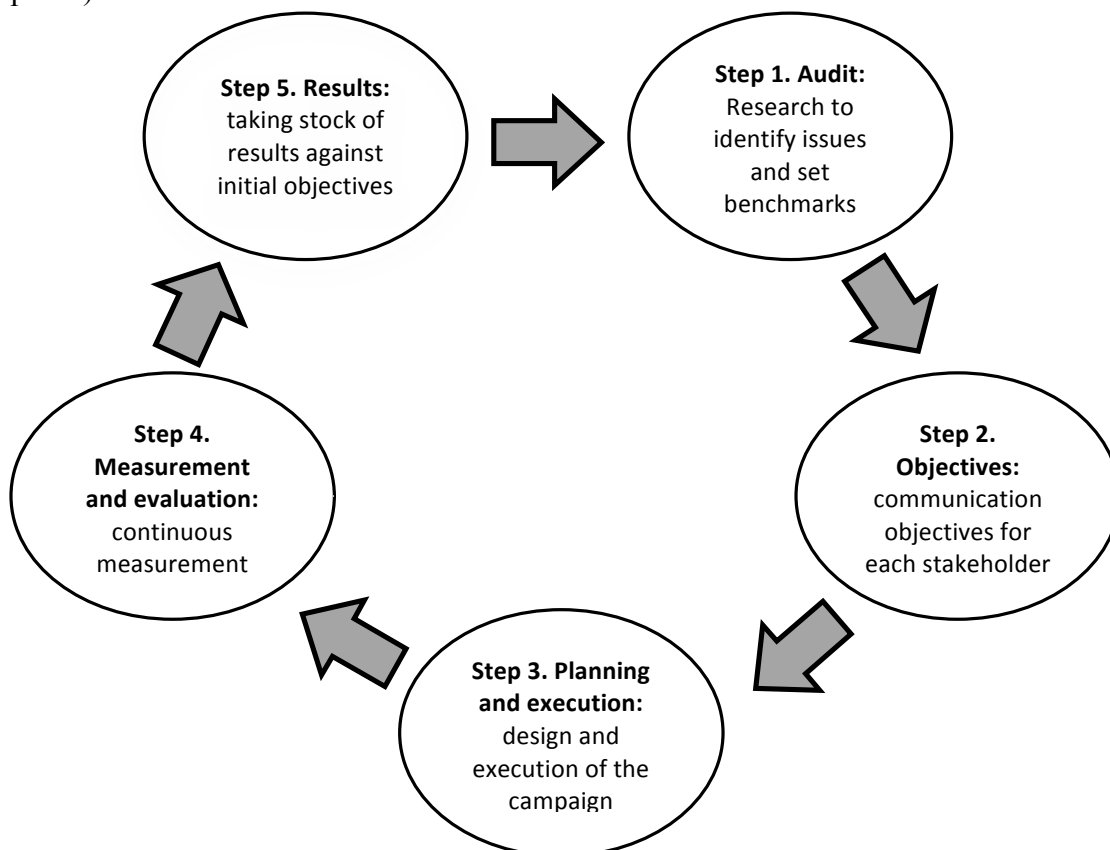 Step 1. Audit:
Research to
identify issues
and set
benchmarks
Step 2.
Objectives:
communication
objectives for
each stakeholder
Step 3. Planning
and execution:
design and
execution of the
campaign
Step 4.
Measurement
and evaluation:
continuous
measurement
Step 5. Results:
taking stock of
results against
initial objectives